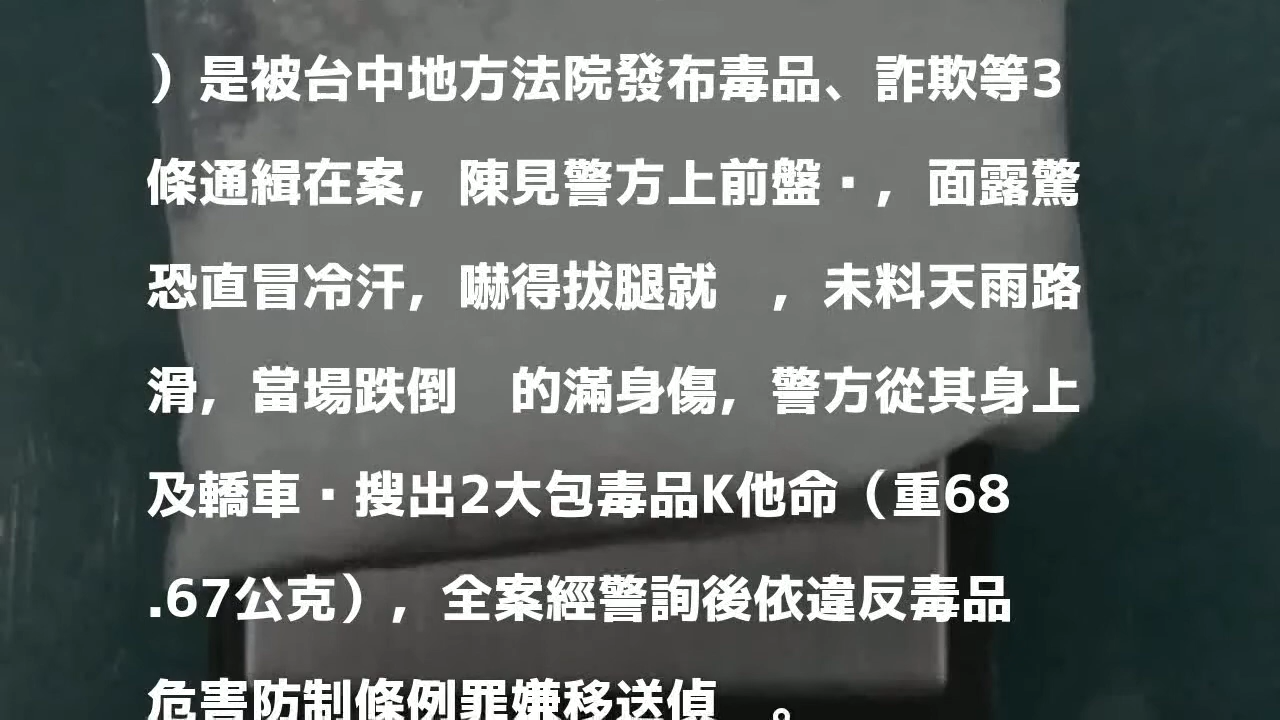 ）是被台中地方法院發布毒品、詐欺等3
條通緝在案，陳見警方上前盤·，面露驚
恐直冒冷汗，嚇得拔腿就　，未料天雨路
滑，當場跌倒　的滿身傷，警方從其身上
及轎車·搜出2大包毒品K他命（重68
.67公克），全案經警詢後依違反毒品
危害防制條例罪嫌移送偵　。